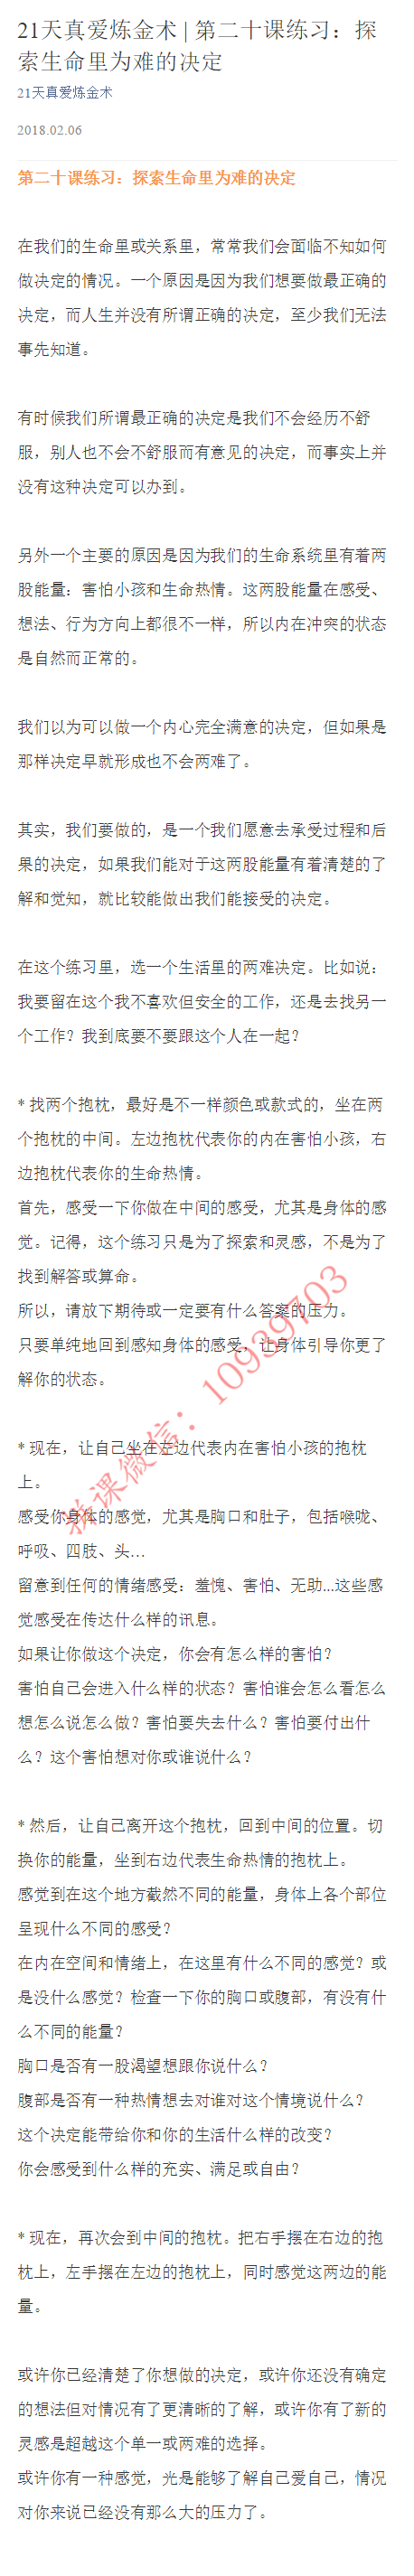 21天真爱炼金术 | 第二十课练习：探
索生命里为难的决定
21天真爱炼金术
2018.02.06
第二十课练习：探索生命里为难的决定
在我们的生命里或关系里，常常我们会面临不知如何
做决定的情况。一个原因是因为我们想要做最正确的
决定，而人生并没有所谓正确的决定，至少我们无法
事先知道。
有时候我们所谓最正确的决定是我们不会经历不舒
服，别人也不会不舒服而有意见的决定，而事实上并
没有这种决定可以办到。
另外一个主要的原因是因为我们的生命系统里有着两
股能量：害怕小孩和生命热情。这两股能量在感受、
想法、行为方向上都很不一样，所以内在冲突的状态
是自然而正常的。
我们以为可以做一个内心完全满意的决定，但如果是
那样决定早就形成也不会两难了。
其实，我们要做的，是一个我们愿意去承受过程和后
果的决定，如果我们能对于这两股能量有着清楚的了
解和觉知，就比较能做出我们能接受的决定。
在这个练习里，选一个生活里的两难决定。比如说：
我要留在这个我不喜欢但安全的工作，还是去找另一
个工作？我到底要不要跟这个人在一起？
* 找两个抱枕，最好是不一样颜色或款式的，坐在两
个抱枕的中间。左边抱枕代表你的内在害怕小孩，右
边抱枕代表你的生命热情。
首先，感受一下你做在中间的感受，尤其是身体的感
觉。记得，这个练习只是为了探索和灵感，不是为了
找到解答或算命。
所以，请放下期待或一定要有什么答案的压力。
只要单纯地回到感知身体的感受，让身体引导你更了
解你的状态。
* 现在，让自己坐在左边代表内在害怕小孩的抱枕
上。
感受你身体的感觉，尤其是胸口和肚子，包括喉咙、
呼吸、四肢、头…
留意到任何的情绪感受：羞愧、害怕、无助...这些感
觉感受在传达什么样的讯息。
如果让你做这个决定，你会有怎么样的害怕？
害怕自己会进入什么样的状态？害怕谁会怎么看怎么
想怎么说怎么做？害怕要失去什么？害怕要付出什
么？这个害怕想对你或谁说什么？
* 然后，让自己离开这个抱枕，回到中间的位置。切
换你的能量，坐到右边代表生命热情的抱枕上。
感觉到在这个地方截然不同的能量，身体上各个部位
呈现什么不同的感受？
在内在空间和情绪上，在这里有什么不同的感觉？或
是没什么感觉？检查一下你的胸口或腹部，有没有什
么不同的能量？
胸口是否有一股渴望想跟你说什么？
腹部是否有一种热情想去对谁对这个情境说什么？
这个决定能带给你和你的生活什么样的改变？
你会感受到什么样的充实、满足或自由？
* 现在，再次会到中间的抱枕。把右手摆在右边的抱
枕上，左手摆在左边的抱枕上，同时感觉这两边的能
量。
或许你已经清楚了你想做的决定，或许你还没有确定
的想法但对情况有了更清晰的了解，或许你有了新的
灵感是超越这个单一或两难的选择。
或许你有一种感觉，光是能够了解自己爱自己，情况
对你来说已经没有那么大的压力了。
课微信：10939703